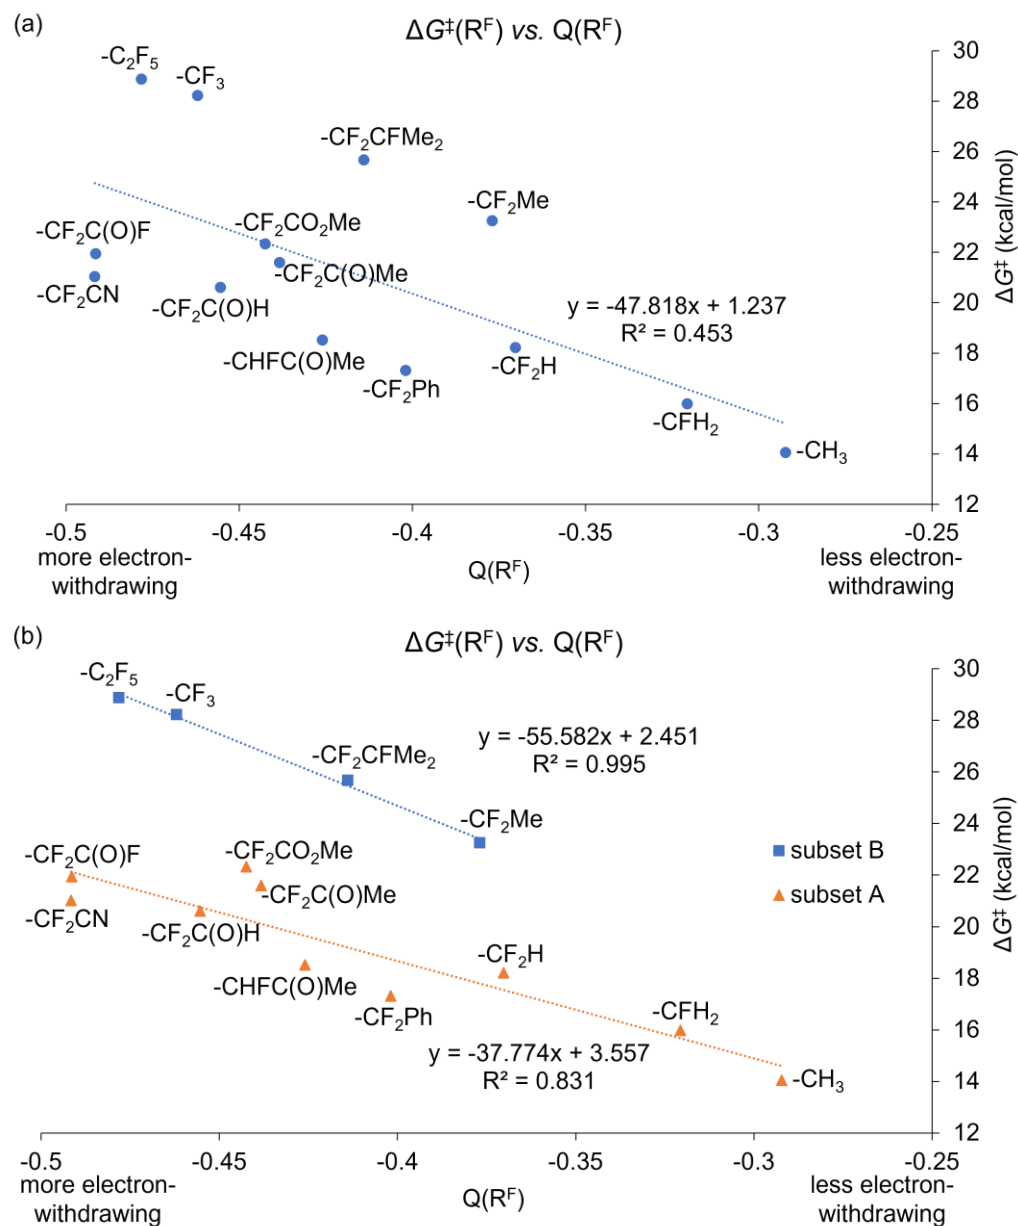 (a)
ΔG‡(Rᶠ) vs. Q(Rᶠ)
-C₂F₅
-CF₃
-CF₂CFMe₂
-CF₂Me
-CF₂CO₂Me
-CF₂C(O)F
-CF₂C(O)Me
-CF₂CN
-CF₂C(O)H
y = -47.818x + 1.237
R² = 0.453
-CHFC(O)Me
-CF₂H
-CF₂Ph
-CFH₂
-CH₃
30
28
26
24
22
20
18
16
14
12
ΔG‡ (kcal/mol)
-0.5 -0.45 -0.4 -0.35 -0.3 -0.25
more electron-
withdrawing
Q(Rᶠ)
less electron-
withdrawing
(b)
ΔG‡(Rᶠ) vs. Q(Rᶠ)
-C₂F₅
-CF₃
-CF₂CFMe₂
y = -55.582x + 2.451
R² = 0.995
-CF₂Me
-CF₂C(O)F
-CF₂CO₂Me
-CF₂C(O)Me
-CF₂CN
-CF₂C(O)H
-CF₂H
-CHFC(O)Me
-CF₂Ph
-CFH₂
y = -37.774x + 3.557
R² = 0.831
-CH₃
subset B
subset A
30
28
26
24
22
20
18
16
14
12
ΔG‡ (kcal/mol)
-0.5 -0.45 -0.4 -0.35 -0.3 -0.25
more electron-
withdrawing
Q(Rᶠ)
less electron-
withdrawing